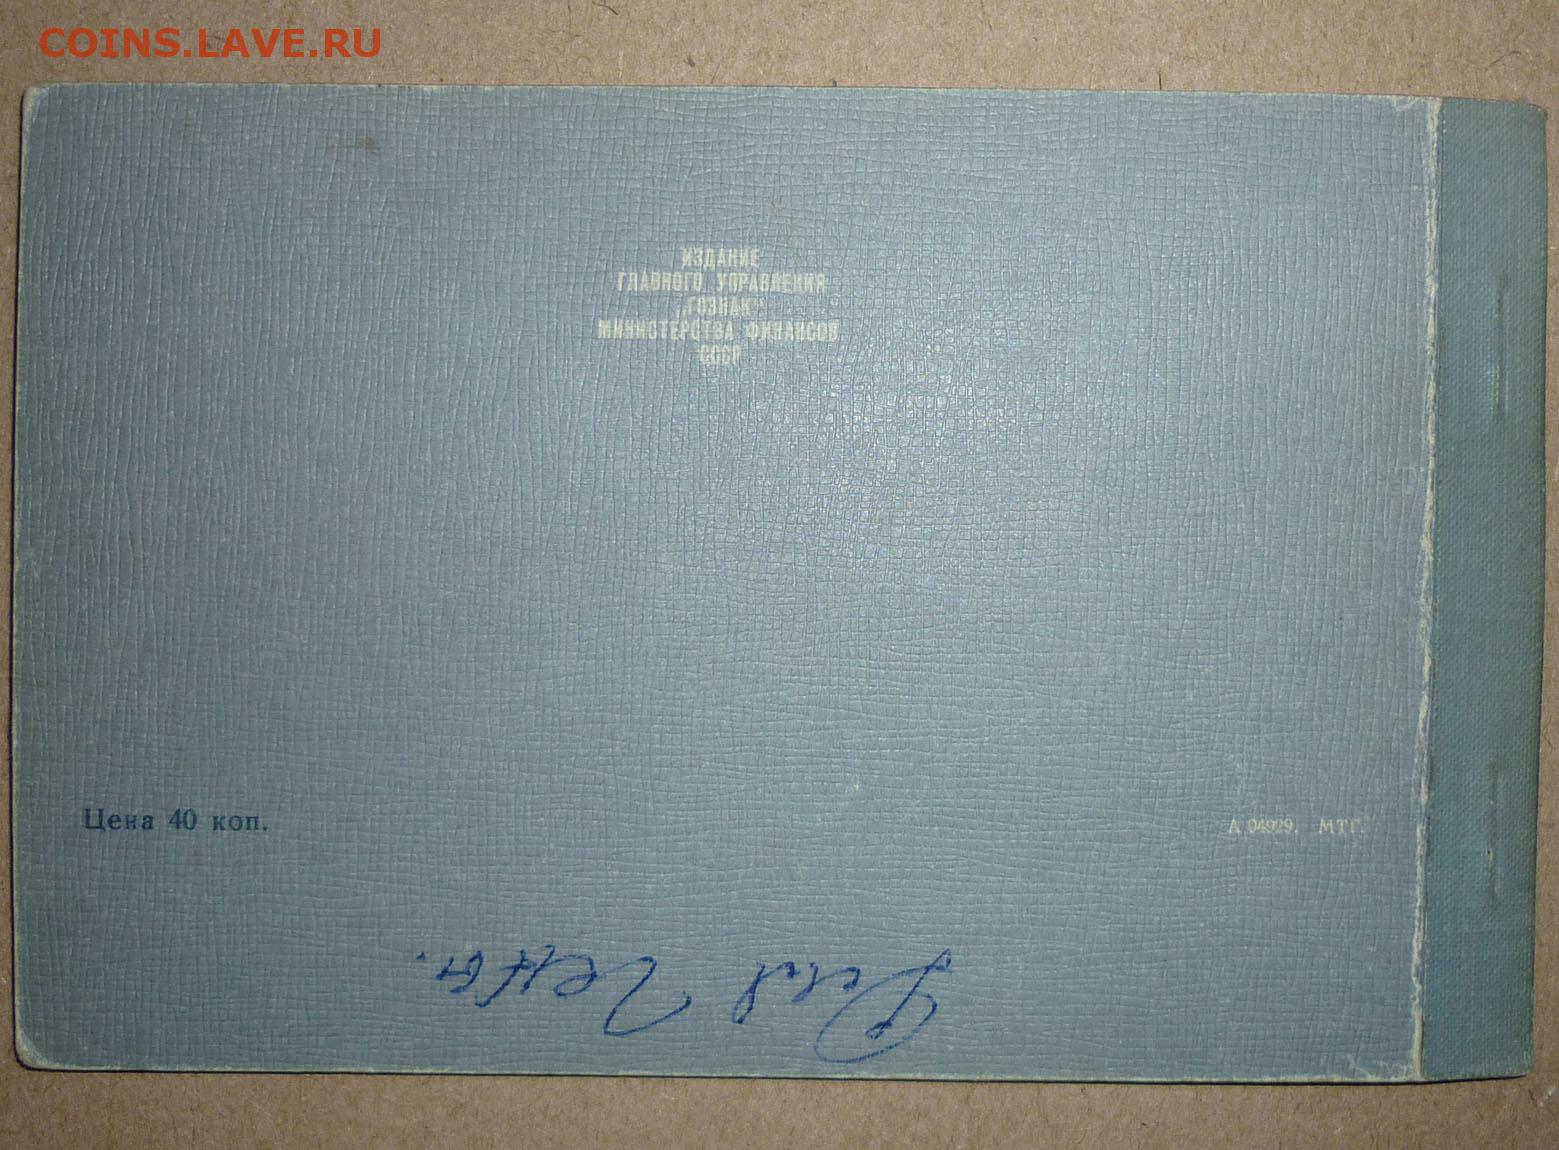 COINS.LAVE.RU
ИЗДАНИЕ
ГЛАВНОГО УПРАВЛЕНИЯ
„ГОЗНАК"
МИНИСТЕРСТВА ФИНАНСОВ
СССР
Цена 40 коп.
А 04929. МТГ.